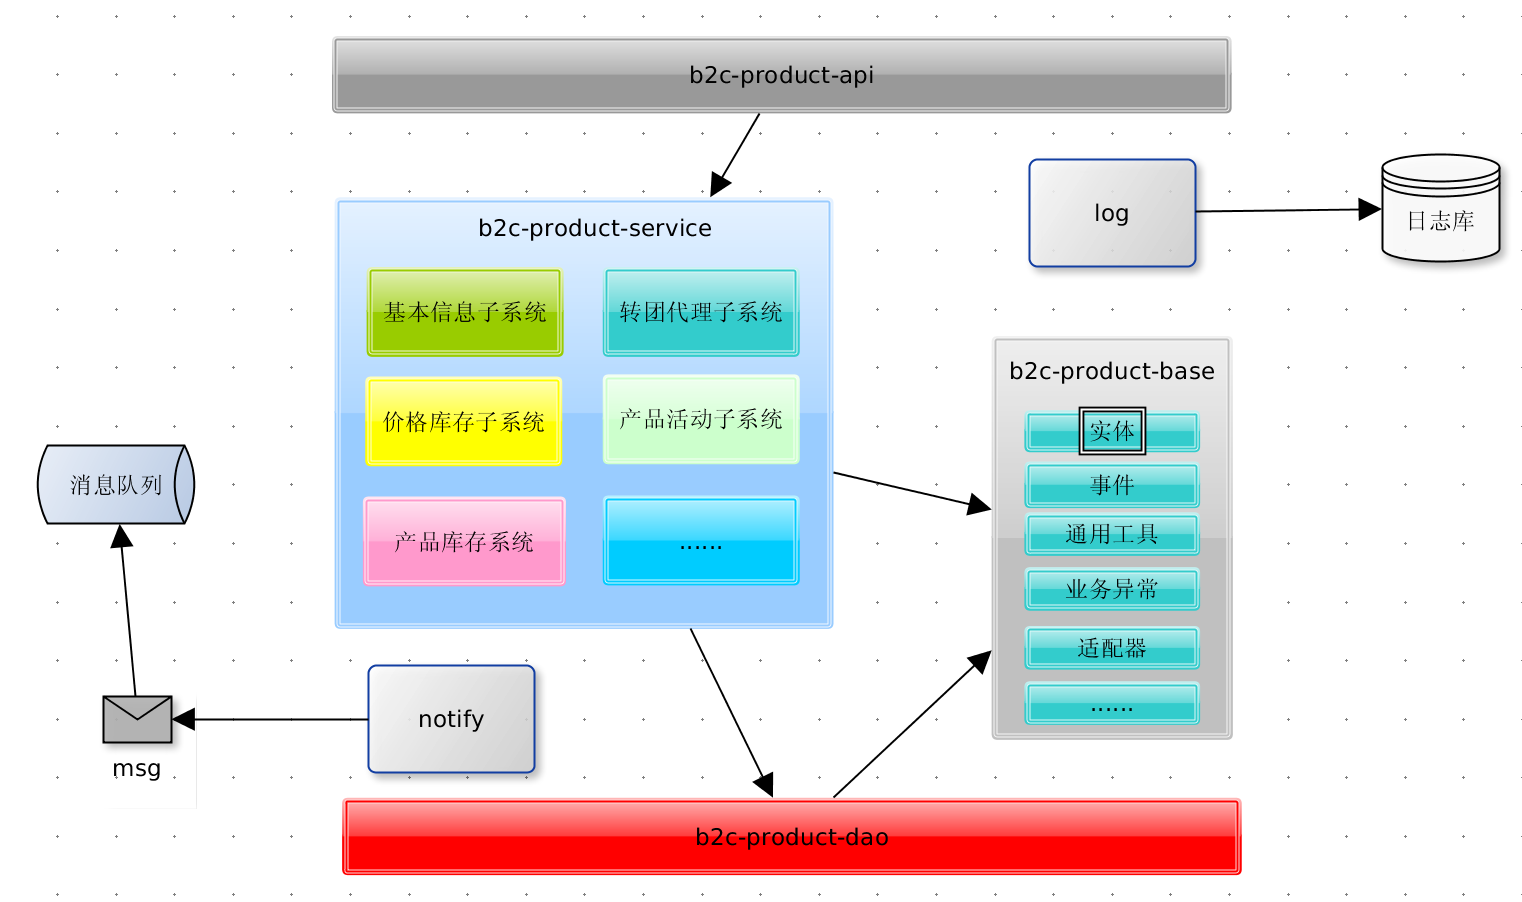 b2c-product-api
log
日志库
b2c-product-service
基本信息子系统
转团代理子系统
价格库存子系统
产品活动子系统
产品库存系统
......
b2c-product-base
实体
事件
通用工具
业务异常
适配器
......
消息队列
msg
notify
b2c-product-dao